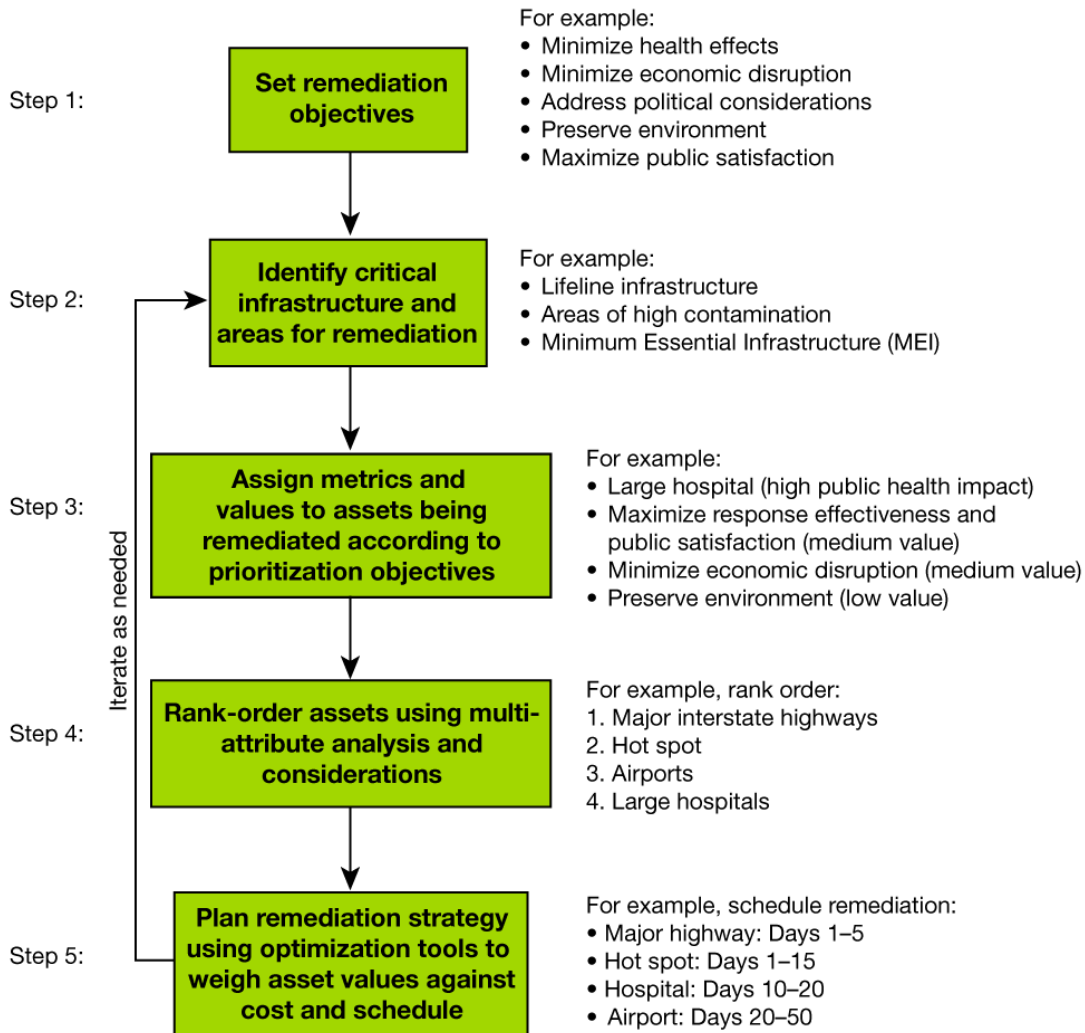 Step 1:
Set remediation
objectives
For example:
• Minimize health effects
• Minimize economic disruption
• Address political considerations
• Preserve environment
• Maximize public satisfaction
Step 2:
Identify critical
infrastructure and
areas for remediation
For example:
• Lifeline infrastructure
• Areas of high contamination
• Minimum Essential Infrastructure (MEI)
Step 3:
Assign metrics and
values to assets being
remediated according to
prioritization objectives
For example:
• Large hospital (high public health impact)
• Maximize response effectiveness and
public satisfaction (medium value)
• Minimize economic disruption (medium value)
• Preserve environment (low value)
Iterate as needed
Step 4:
Rank-order assets using multi-
attribute analysis and
considerations
For example, rank order:
1. Major interstate highways
2. Hot spot
3. Airports
4. Large hospitals
Step 5:
Plan remediation strategy
using optimization tools to
weigh asset values against
cost and schedule
For example, schedule remediation:
• Major highway: Days 1–5
• Hot spot: Days 1–15
• Hospital: Days 10–20
• Airport: Days 20–50